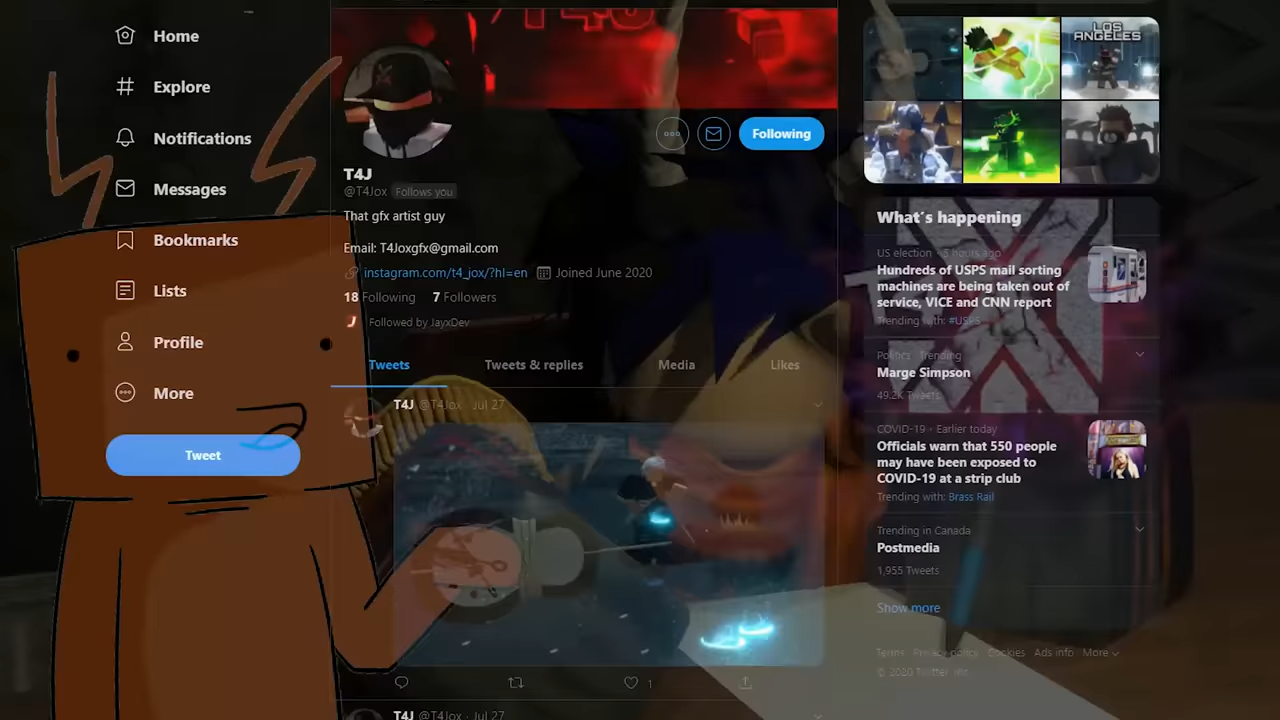 Home
Explore
Notifications
Messages
Bookmarks
Lists
Profile
More
Tweet
T4J
Following
T4J
@T4Jox Follows you
That gfx artist guy
Email: T4Joxgfx@gmail.com
instagram.com/t4_jox/?hl=en Joined June 2020
18 Following 7 Followers
Followed by JayxDev
Tweets Tweets & replies Media Likes
T4J @T4Jox · Jul 27
1
T4J @T4Jox · Jul 27
LOS
ANGELES
What's happening
US election · 5 hours ago
Hundreds of USPS mail sorting
machines are being taken out of
service, VICE and CNN report
Trending with: #USPS
Politics · Trending
Marge Simpson
49.2K Tweets
COVID-19 · Earlier today
Officials warn that 550 people
may have been exposed to
COVID-19 at a strip club
Trending with: Brass Rail
Trending in Canada
Postmedia
1,955 Tweets
Show more
Terms Privacy policy Cookies Ads info More
© 2020 Twitter, Inc.